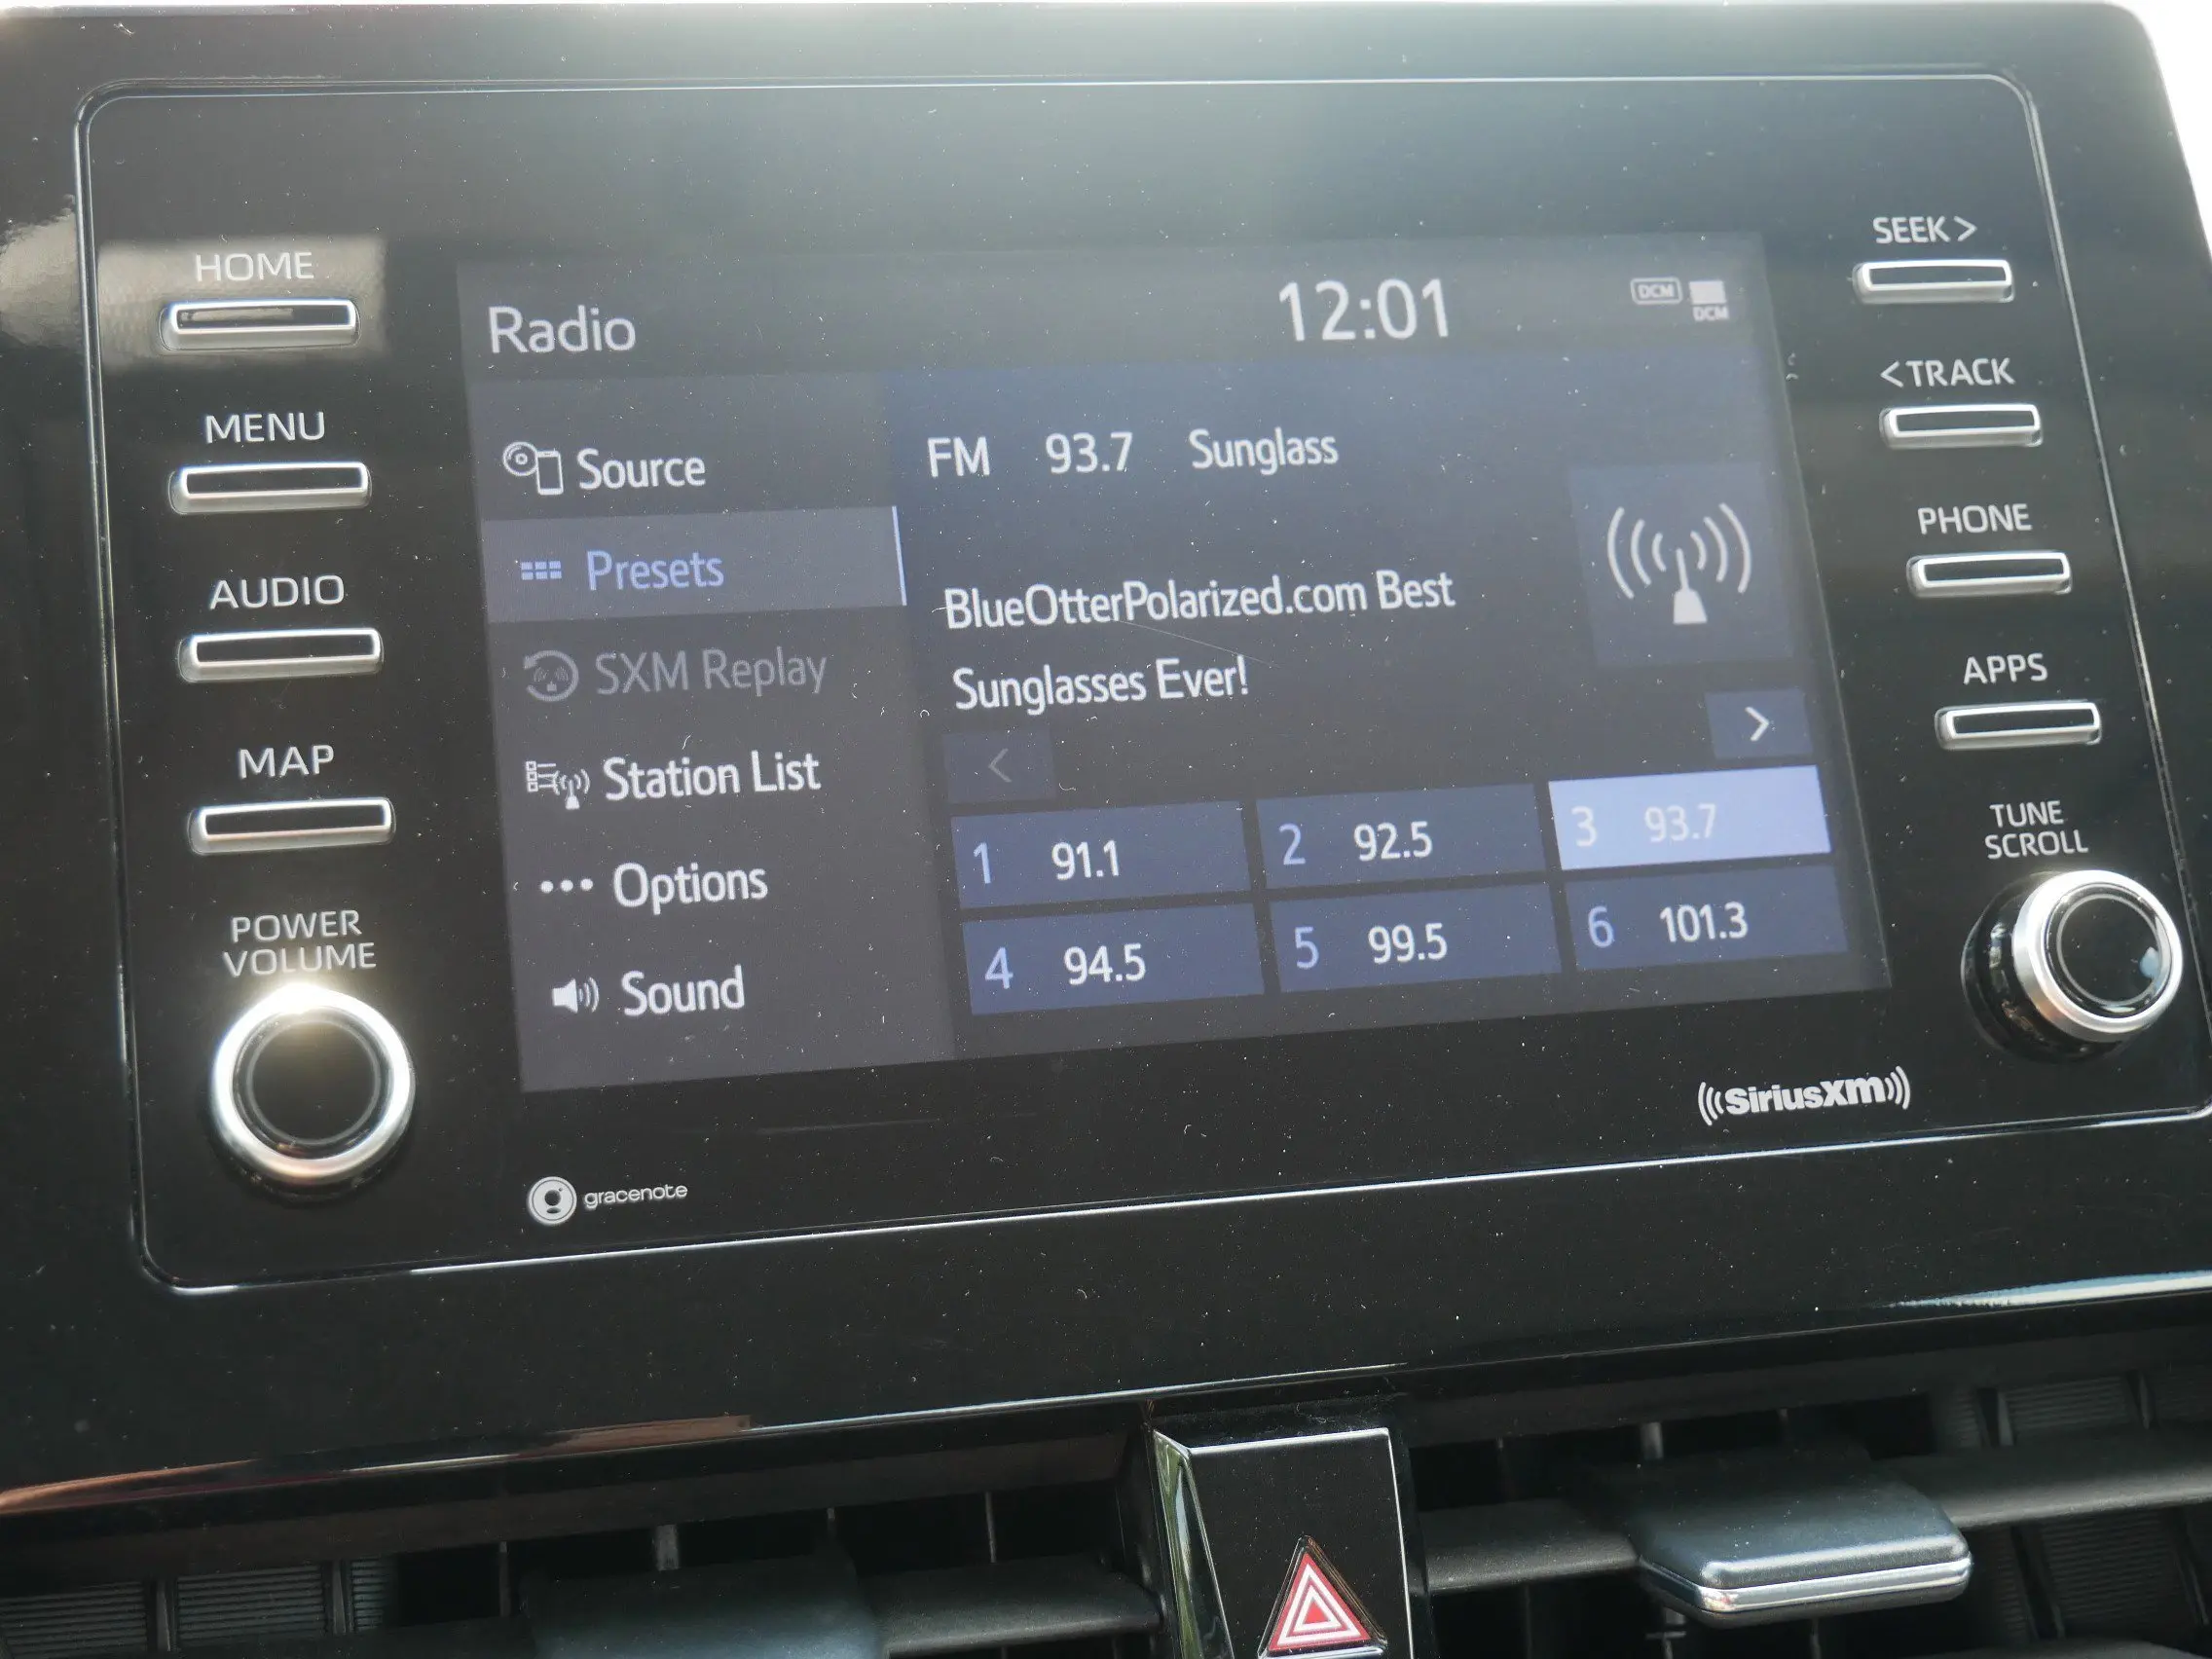 HOME
MENU
AUDIO
MAP
POWER
VOLUME
Radio
12:01
DCM
DCM
Source
Presets
SXM Replay
Station List
Options
Sound
FM 93.7 Sunglass
BlueOtterPolarized.com Best
Sunglasses Ever!
<
>
1 91.1
2 92.5
3 93.7
4 94.5
5 99.5
6 101.3
SEEK >
< TRACK
PHONE
APPS
TUNE
SCROLL
gracenote
((SiriusXM))